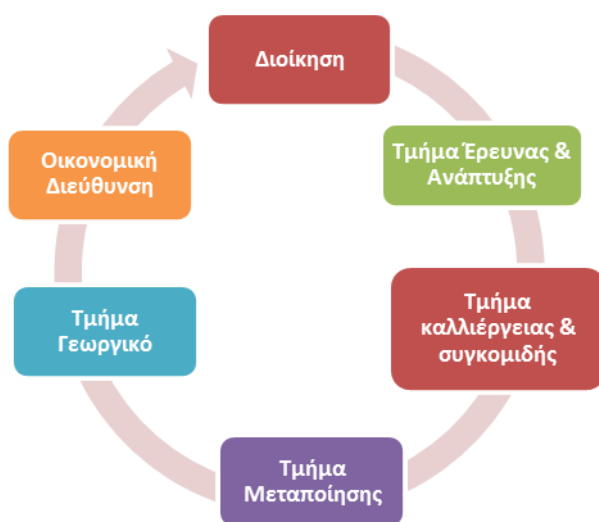 Διοίκηση
Τμήμα Έρευνας &
Ανάπτυξης
Τμήμα
καλλιέργειας &
συγκομιδής
Τμήμα
Μεταποίησης
Τμήμα
Γεωργικό
Οικονομική
Διεύθυνση